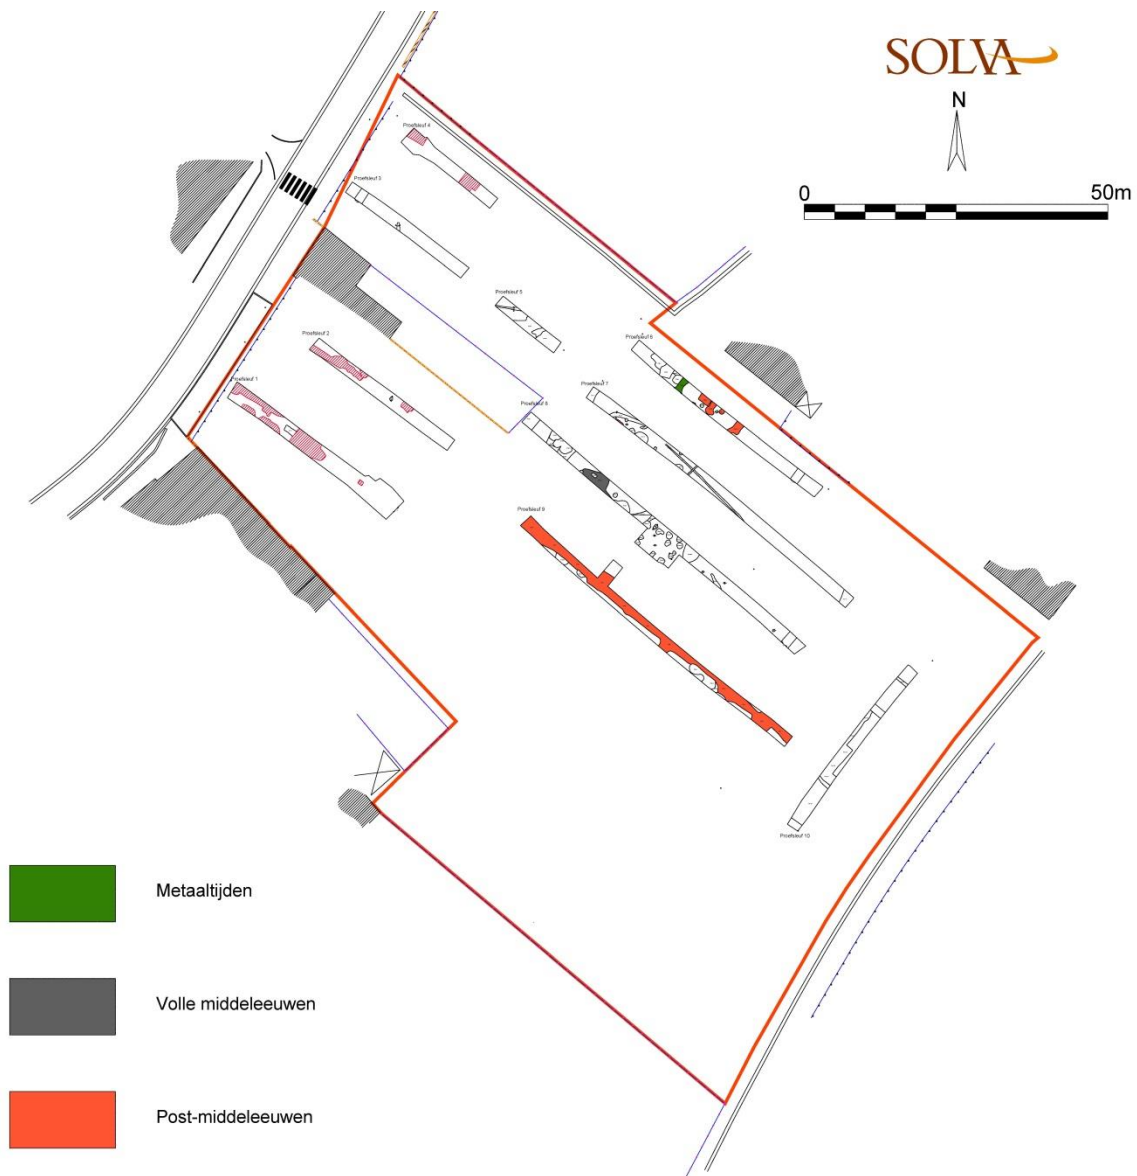 SOLVA
N
0 50m
Proefsleuf 4
Proefsleuf 3
Proefsleuf 5
Proefsleuf 2
Proefsleuf 6
Proefsleuf 1
Proefsleuf 7
Proefsleuf 8
Proefsleuf 9
Proefsleuf 10
Metaaltijden
Volle middeleeuwen
Post-middeleeuwen